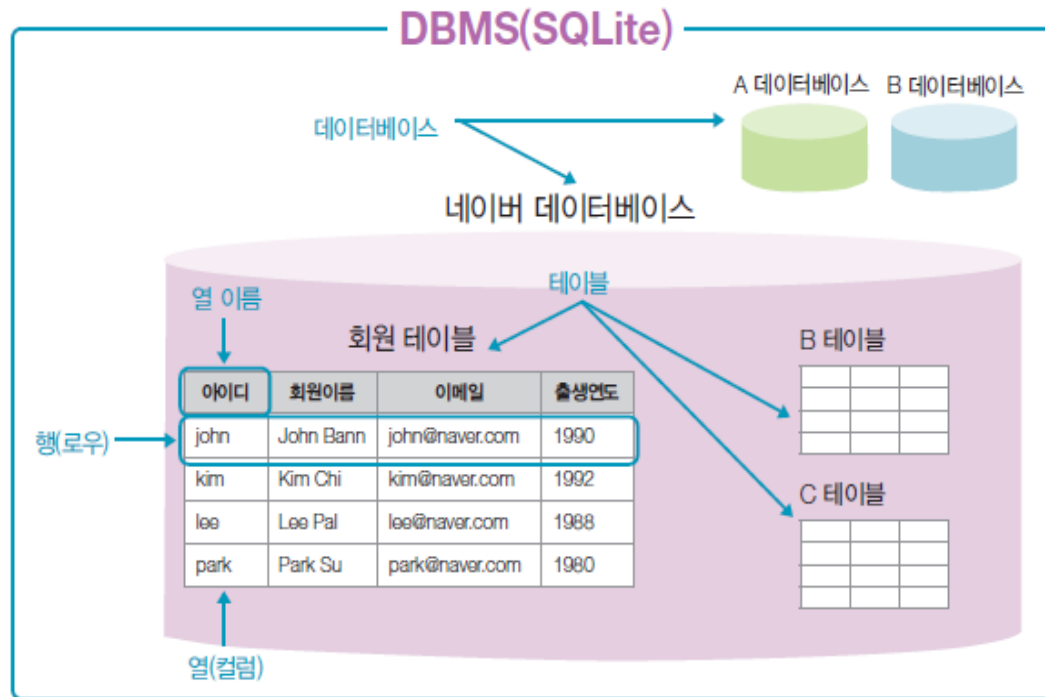 DBMS(SQLite)
A 데이터베이스 B 데이터베이스
데이터베이스
네이버 데이터베이스
테이블
열 이름
회원 테이블
B 테이블
아이디 회원이름 이메일 출생연도
행(로우)
john John Bann john@naver.com 1990
kim Kim Chi kim@naver.com 1992
lee Lee Pal lee@naver.com 1988
park Park Su park@naver.com 1980
C 테이블
열(컬럼)